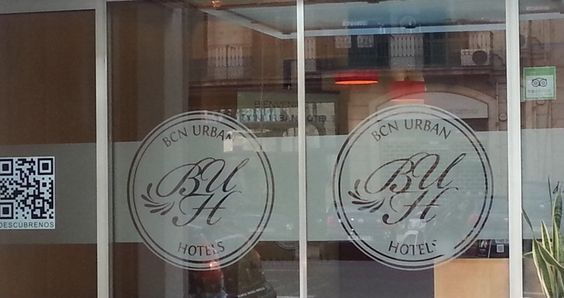 BCN URBAN
BUH
HOTELS
BCN URBAN
BUH
HOTELS
DESCUBRENOS